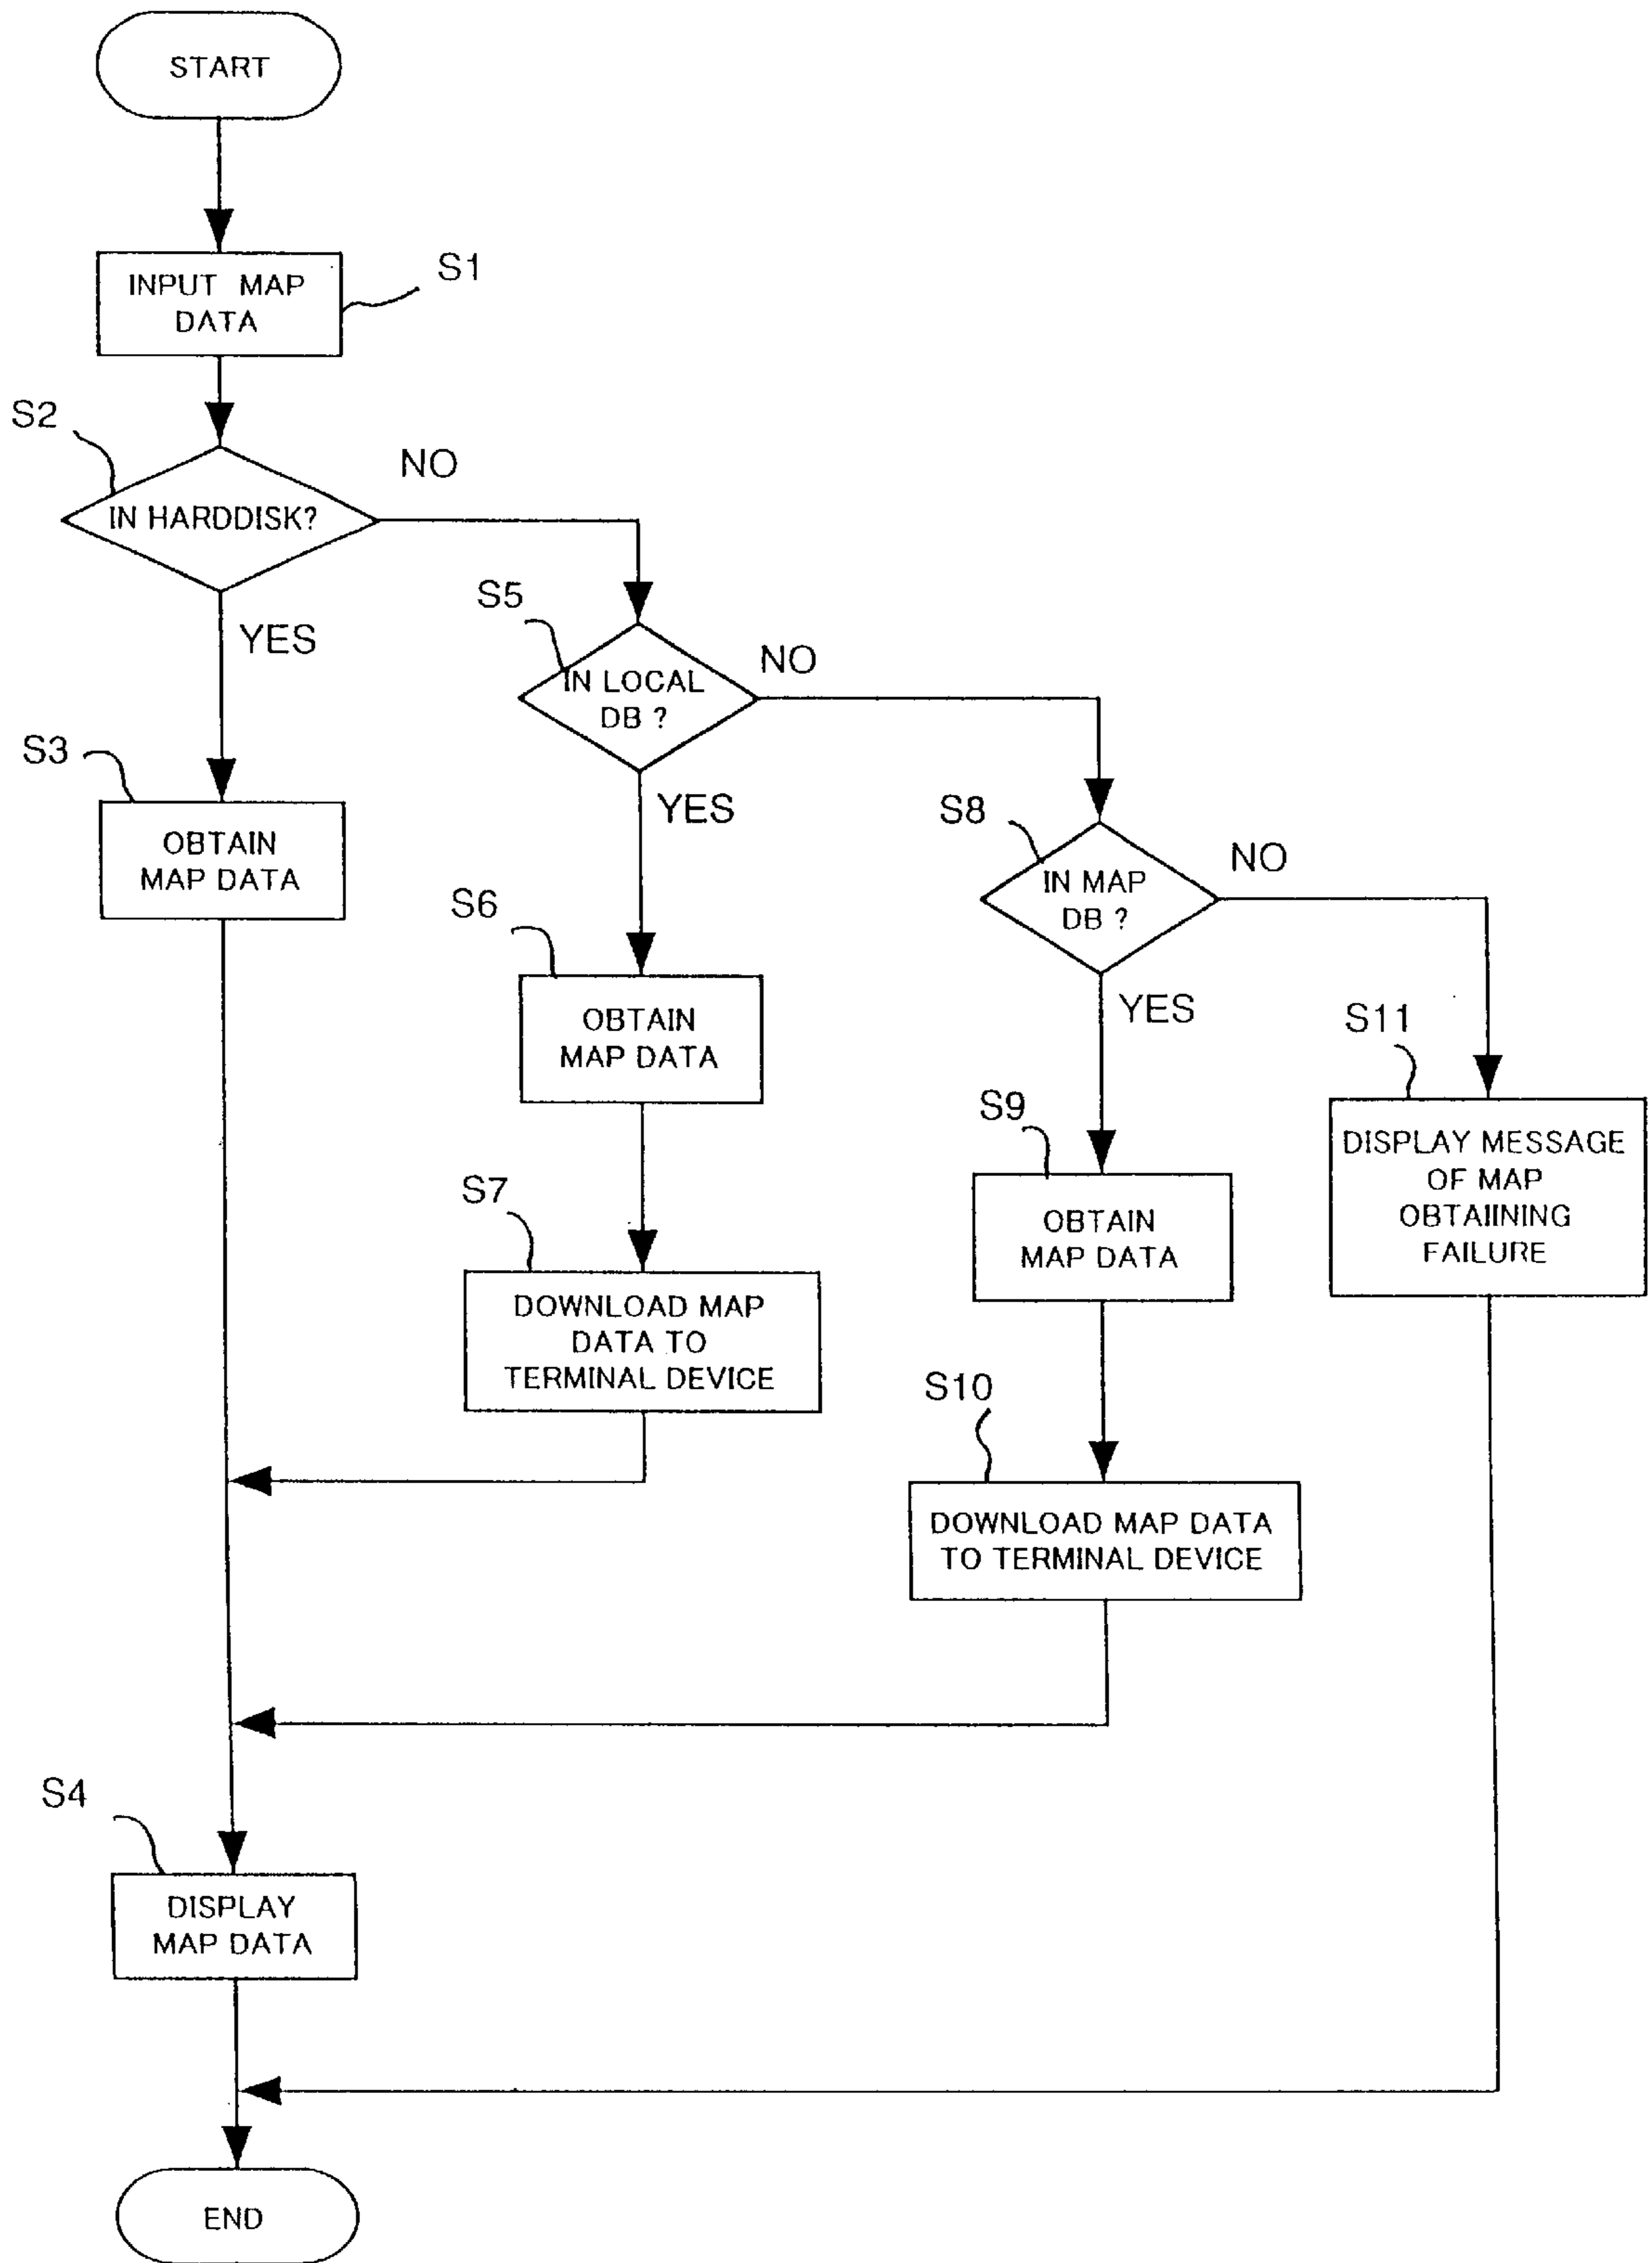 START
INPUT MAP
DATA
S1
S2
IN HARDDISK?
NO
YES
S3
OBTAIN
MAP DATA
S5
IN LOCAL
DB ?
NO
YES
S6
OBTAIN
MAP DATA
S7
DOWNLOAD MAP
DATA TO
TERMINAL DEVICE
S8
IN MAP
DB ?
NO
YES
S9
OBTAIN
MAP DATA
S10
DOWNLOAD MAP DATA
TO TERMINAL DEVICE
S11
DISPLAY MESSAGE
OF MAP
OBTAIINING
FAILURE
S4
DISPLAY
MAP DATA
END